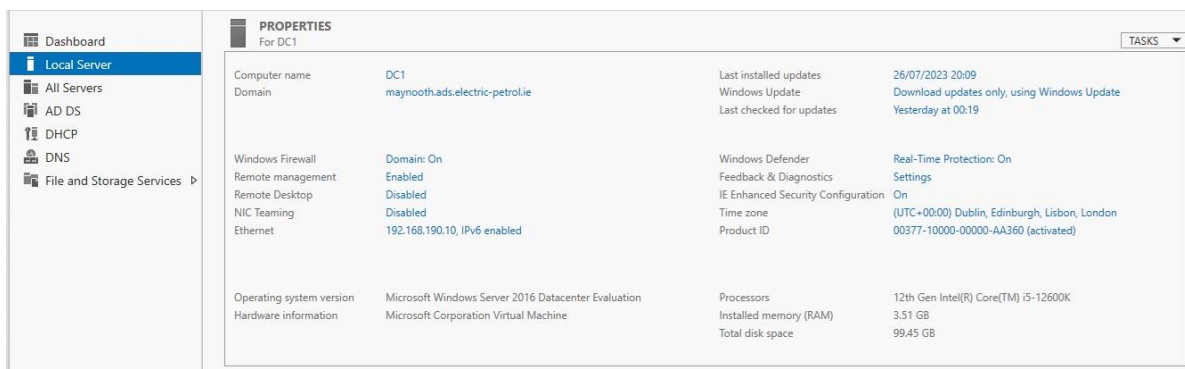 PROPERTIES
For DC1
TASKS
Dashboard
Local Server
All Servers
AD DS
DHCP
DNS
File and Storage Services
Computer name DC1
Domain maynooth.ads.electric-petrol.ie
Last installed updates 26/07/2023 20:09
Windows Update Download updates only, using Windows Update
Last checked for updates Yesterday at 00:19
Windows Firewall Domain: On
Remote management Enabled
Remote Desktop Disabled
NIC Teaming Disabled
Ethernet 192.168.190.10, IPv6 enabled
Windows Defender Real-Time Protection: On
Feedback & Diagnostics Settings
IE Enhanced Security Configuration On
Time zone (UTC+00:00) Dublin, Edinburgh, Lisbon, London
Product ID 00377-10000-00000-AA360 (activated)
Operating system version Microsoft Windows Server 2016 Datacenter Evaluation
Hardware information Microsoft Corporation Virtual Machine
Processors 12th Gen Intel(R) Core(TM) i5-12600K
Installed memory (RAM) 3.51 GB
Total disk space 99.45 GB